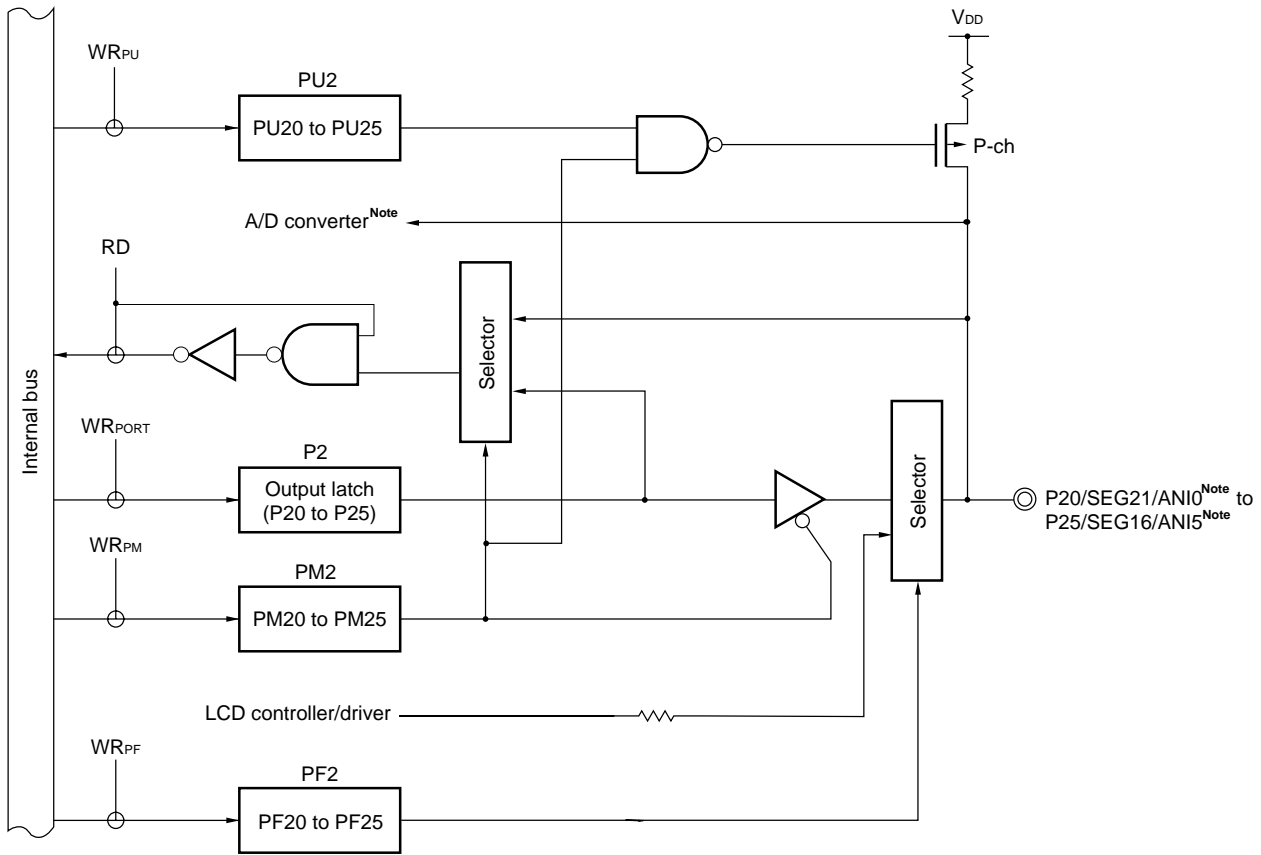 VDD
WRPU
PU2
PU20 to PU25
P-ch
A/D converterNote
RD
Selector
Internal bus
WRPORT
P2
Output latch
(P20 to P25)
Selector
P20/SEG21/ANI0Note to
P25/SEG16/ANI5Note
WRPM
PM2
PM20 to PM25
LCD controller/driver
WRPF
PF2
PF20 to PF25